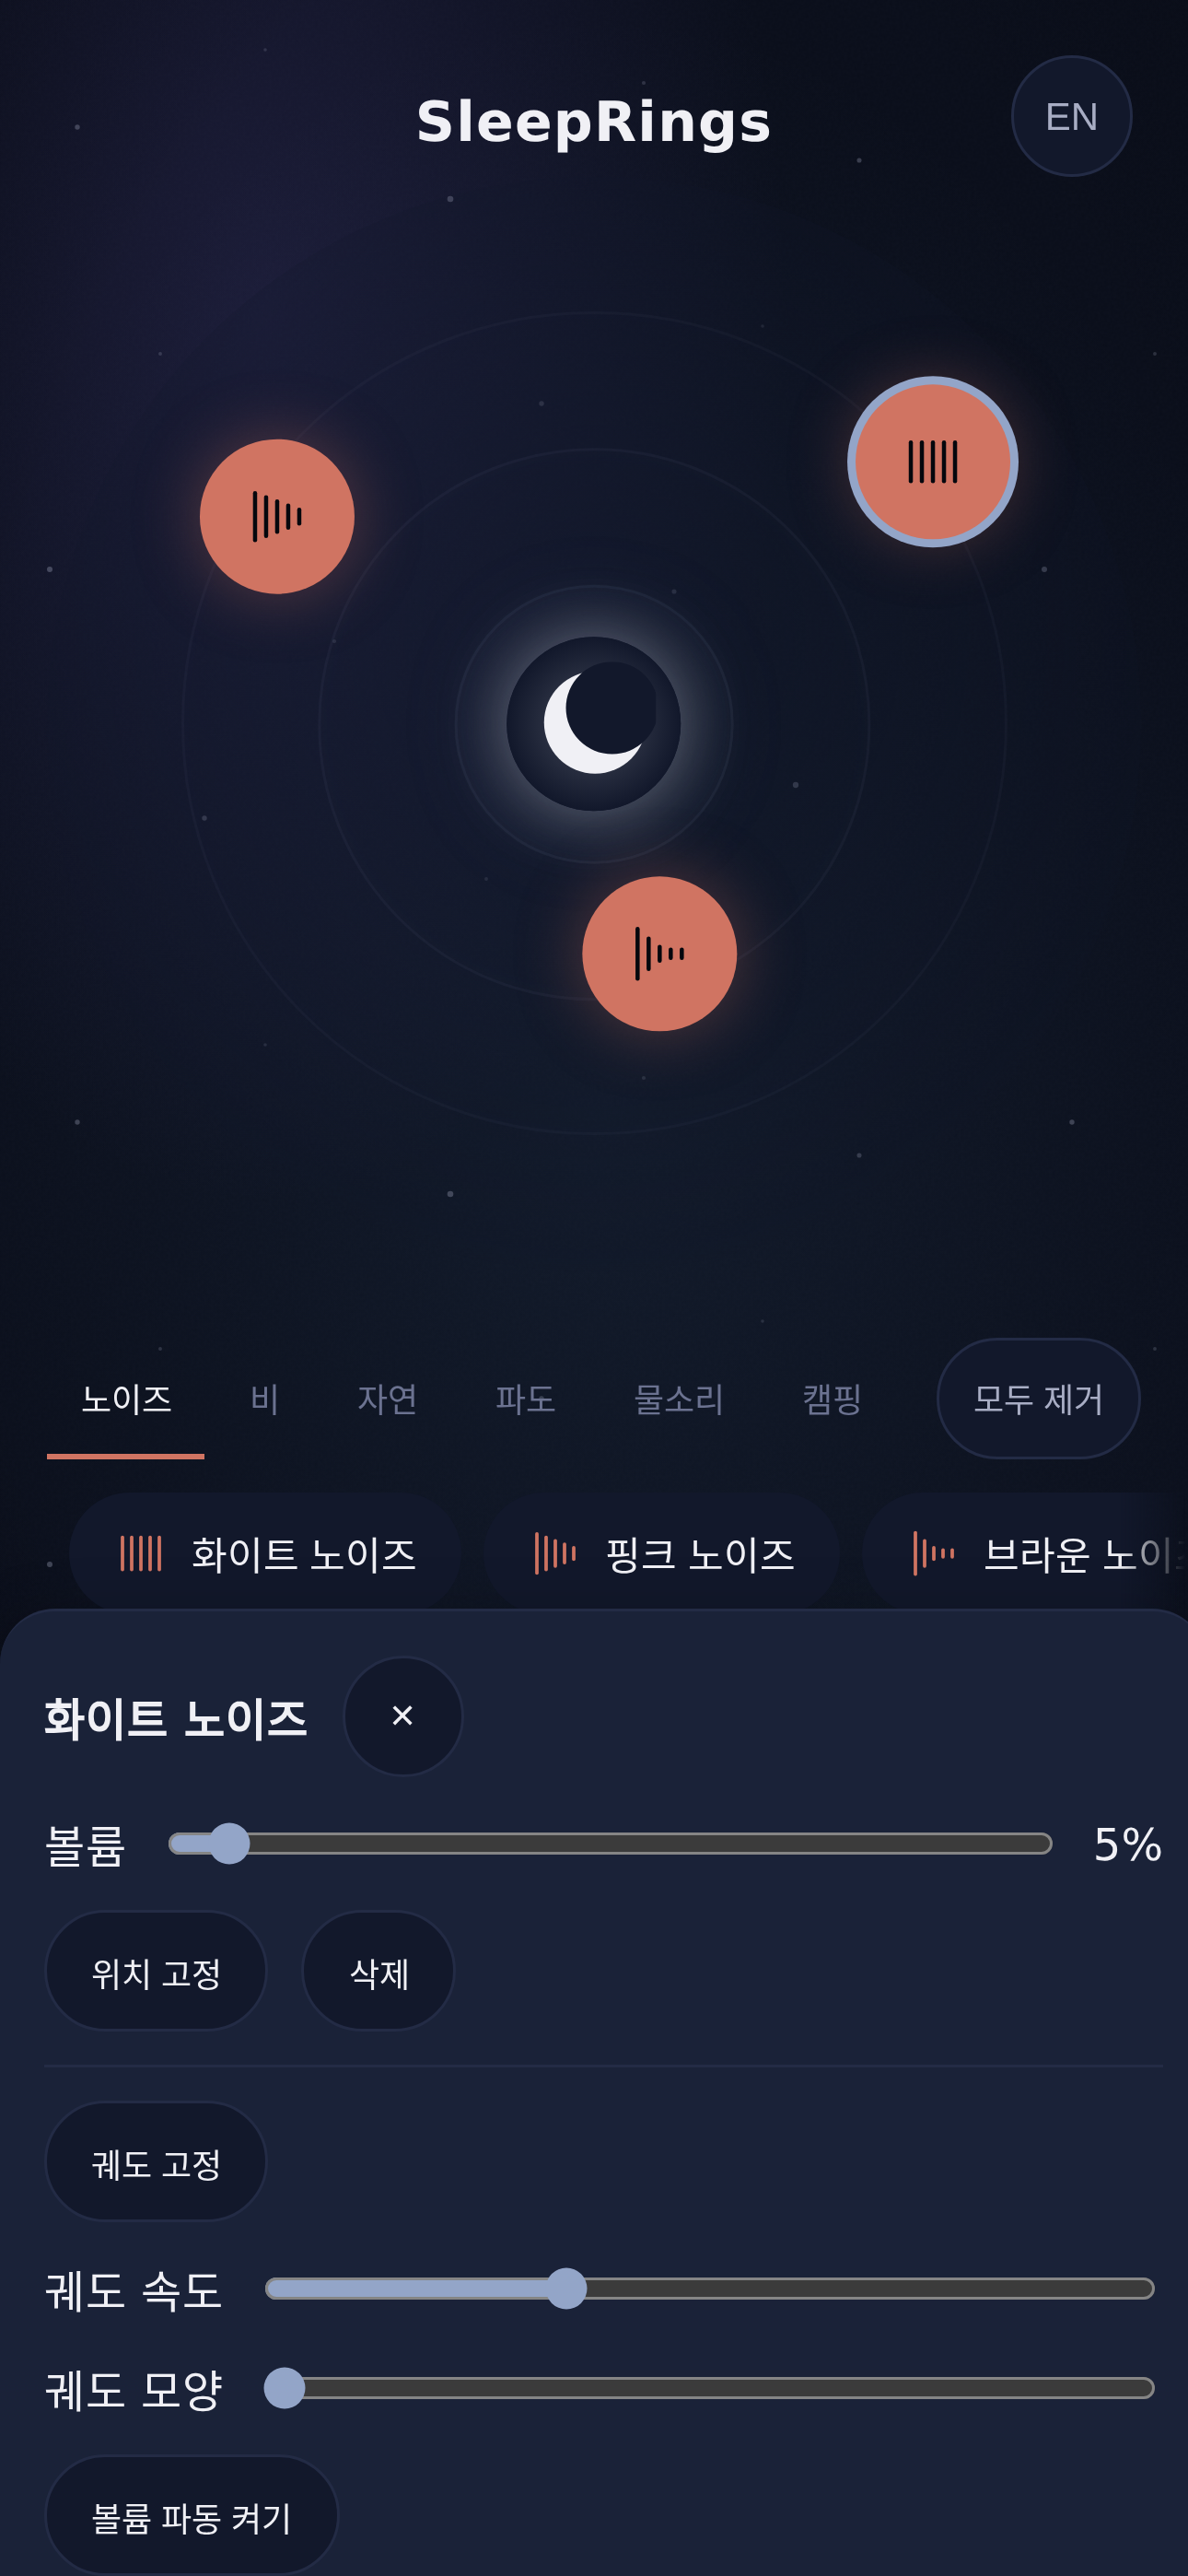 SleepRings
EN
노이즈 비 자연 파도 물소리 캠핑 모두 제거
화이트 노이즈 핑크 노이즈 브라운 노이
화이트 노이즈 ×
볼륨 5%
위치 고정 삭제
궤도 고정
궤도 속도
궤도 모양
볼륨 파동 켜기